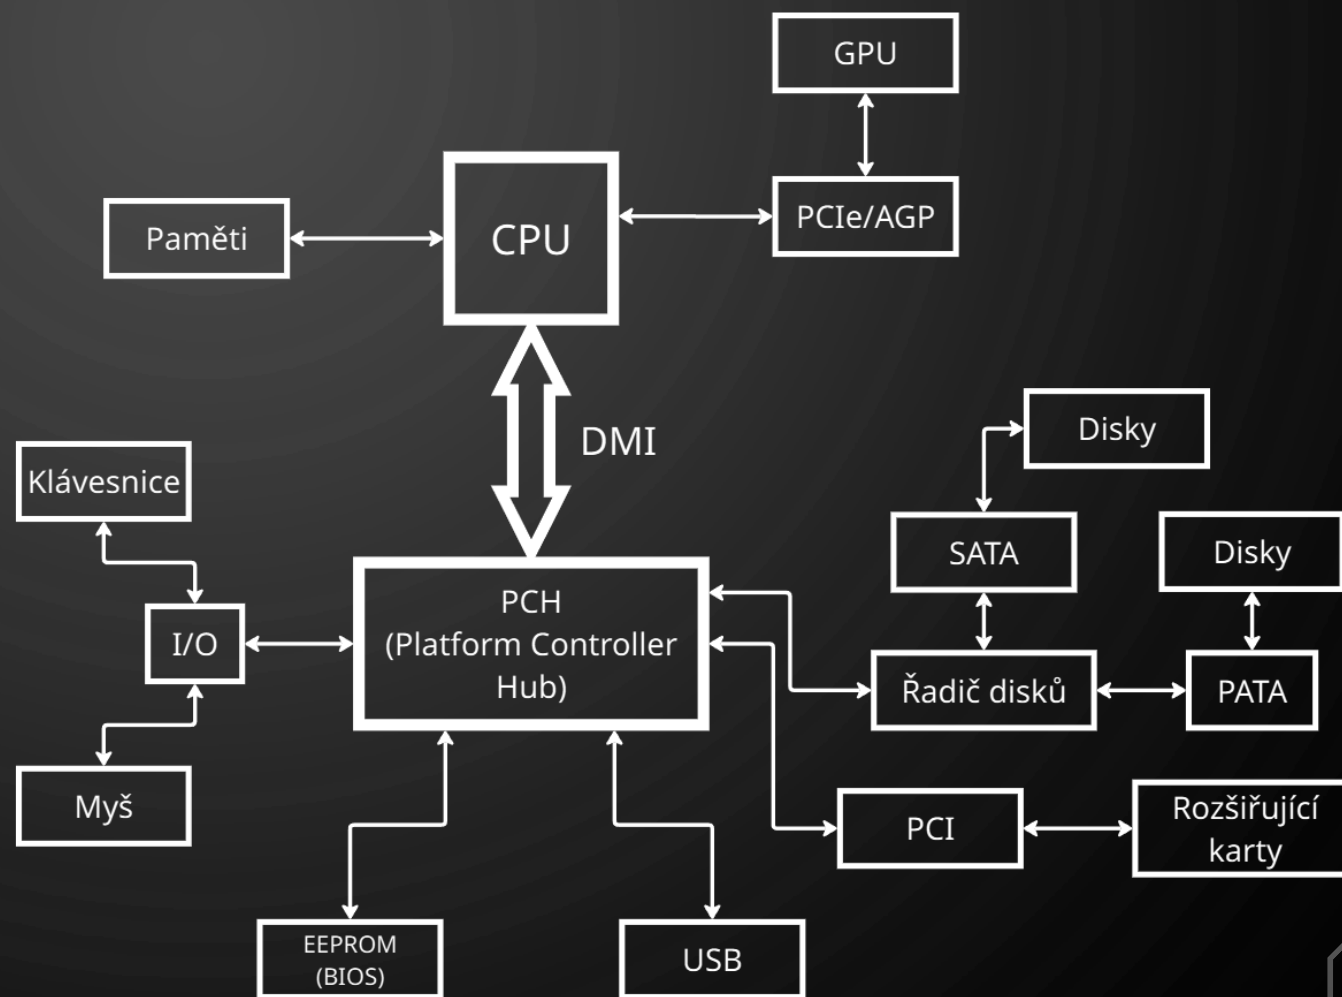 GPU
PCIe/AGP
CPU
Paměti
DMI
Disky
Klávesnice
SATA
Disky
PCH
(Platform Controller
Hub)
I/O
Řadič disků
PATA
Myš
PCI
Rozšiřující
karty
EEPROM
(BIOS)
USB